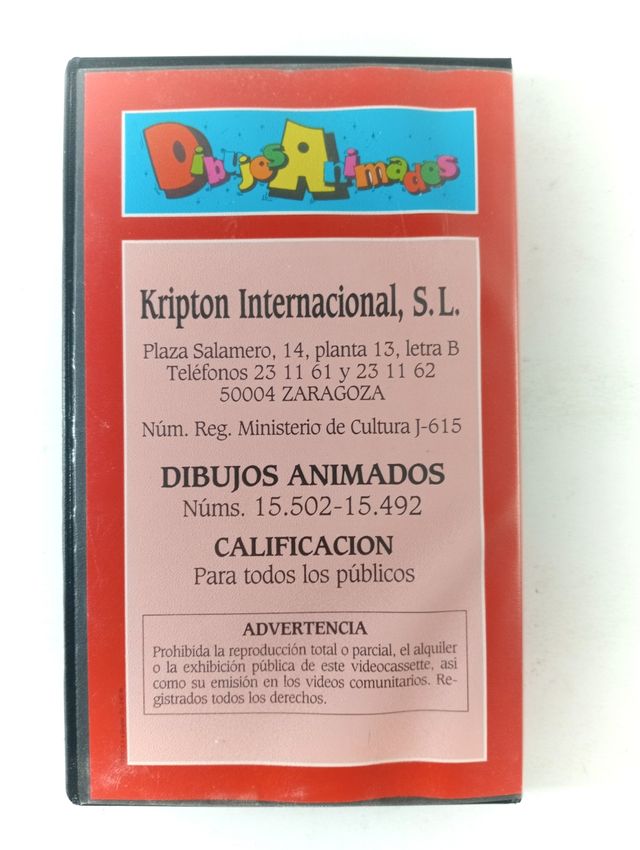 Dibujos Animados
Kripton Internacional, S.L.
Plaza Salamero, 14, planta 13, letra B
Teléfonos 23 11 61 y 23 11 62
50004 ZARAGOZA
Núm. Reg. Ministerio de Cultura J-615
DIBUJOS ANIMADOS
Núms. 15.502-15.492
CALIFICACION
Para todos los públicos
ADVERTENCIA
Prohibida la reproducción total o parcial, el alquiler
o la exhibición pública de este videocassette, asi
como su emisión en los videos comunitarios. Re-
gistrados todos los derechos.